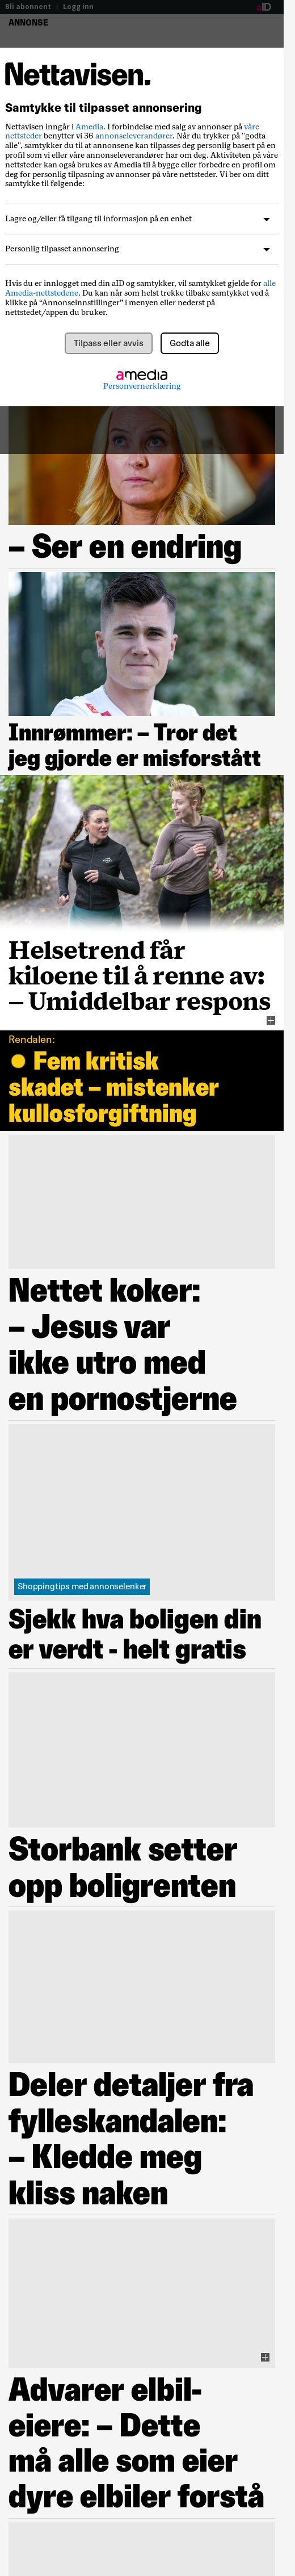 Bli abonnent | Logg inn
aID
ANNONSE
Nettavisen.
Samtykke til tilpasset annonsering
Nettavisen inngår i Amedia. I forbindelse med salg av annonser på våre
nettsteder benytter vi 36 annonseleverandører. Når du trykker på "godta
alle", samtykker du til at annonsene kan tilpasses deg personlig basert på en
profil som vi eller våre annonseleverandører har om deg. Aktiviteten på våre
nettsteder kan også brukes av Amedia til å bygge eller forbedre en profil om
deg for personlig tilpasning av annonser på våre nettsteder. Vi ber om ditt
samtykke til følgende:
Lagre og/eller få tilgang til informasjon på en enhet
Personlig tilpasset annonsering
Hvis du er innlogget med din aID og samtykker, vil samtykket gjelde for alle
Amedia-nettstedene. Du kan når som helst trekke tilbake samtykket ved å
klikke på “Annonseinnstillinger” i menyen eller nederst på
nettstedet/appen du bruker.
Tilpass eller avvis
Godta alle
amedia
Personvernerklæring
– Ser en endring
Innrømmer: – Tror det
jeg gjorde er misforstått
Helsetrend får
kiloene til å renne av:
– Umiddelbar respons
Rendalen:
Fem kritisk
skadet – mistenker
kullosforgiftning
Nettet koker:
– Jesus var
ikke utro med
en pornostjerne
Shoppingtips med annonselenker
Sjekk hva boligen din
er verdt - helt gratis
Storbank setter
opp boligrenten
Deler detaljer fra
fylleskandalen:
– Kledde meg
kliss naken
Advarer elbil-
eiere: – Dette
må alle som eier
dyre elbiler forstå